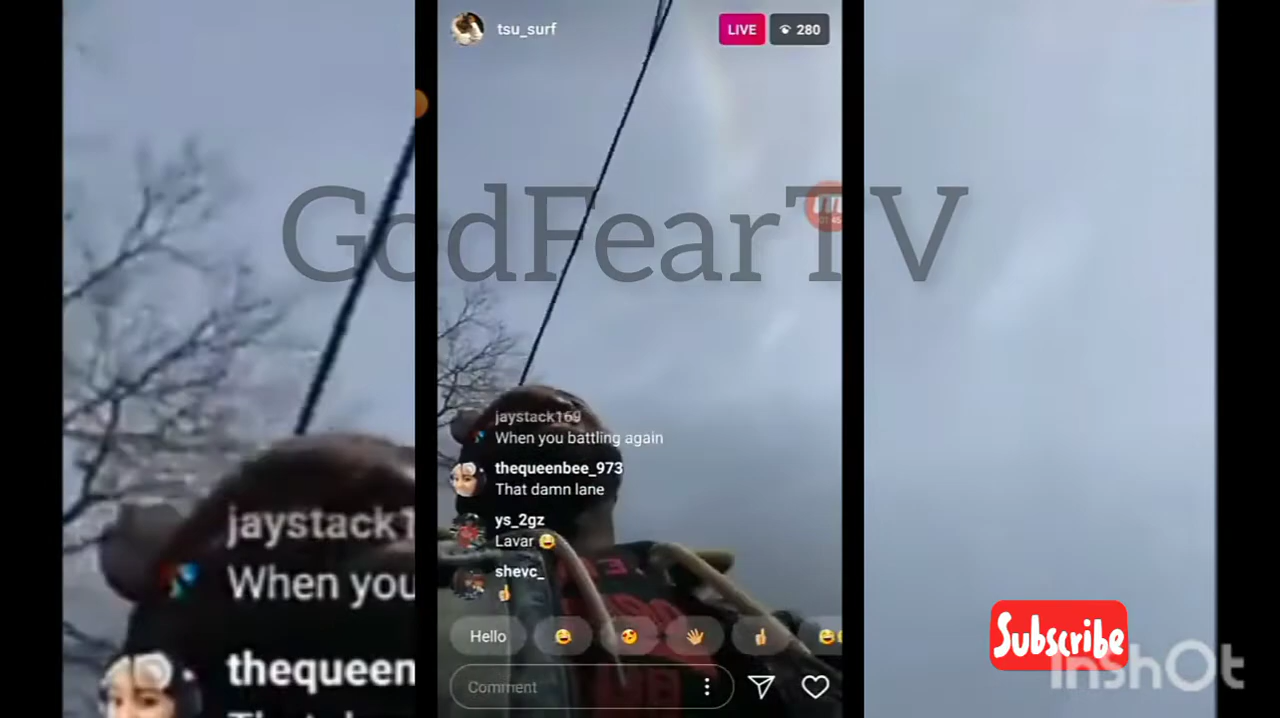 tsu_surf
LIVE
280
GodFearTV
jaystack169
When you battling again
thequeenbee_973
That damn lane
ys_2gz
Lavar 😂
shevc_
👍
Hello
Comment
jaystack1
When you
thequeen
Subscribe
InShOt